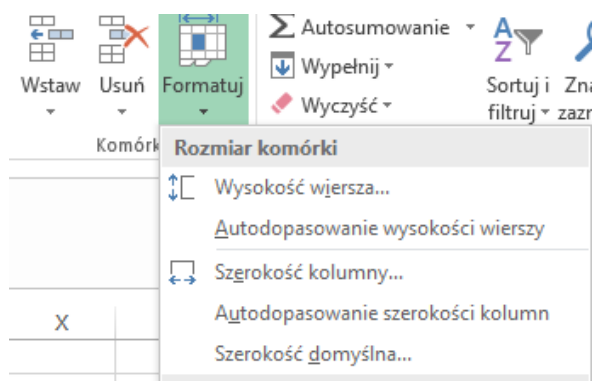 Wstaw Usuń Formatuj
Σ Autosumowanie
Wypełnij
Wyczyść
A
Z
Sortuj i
filtruj
Rozmiar komórki
Wysokość wiersza...
Autodopasowanie wysokości wierszy
Szerokość kolumny...
Autodopasowanie szerokości kolumn
Szerokość domyślna...
X